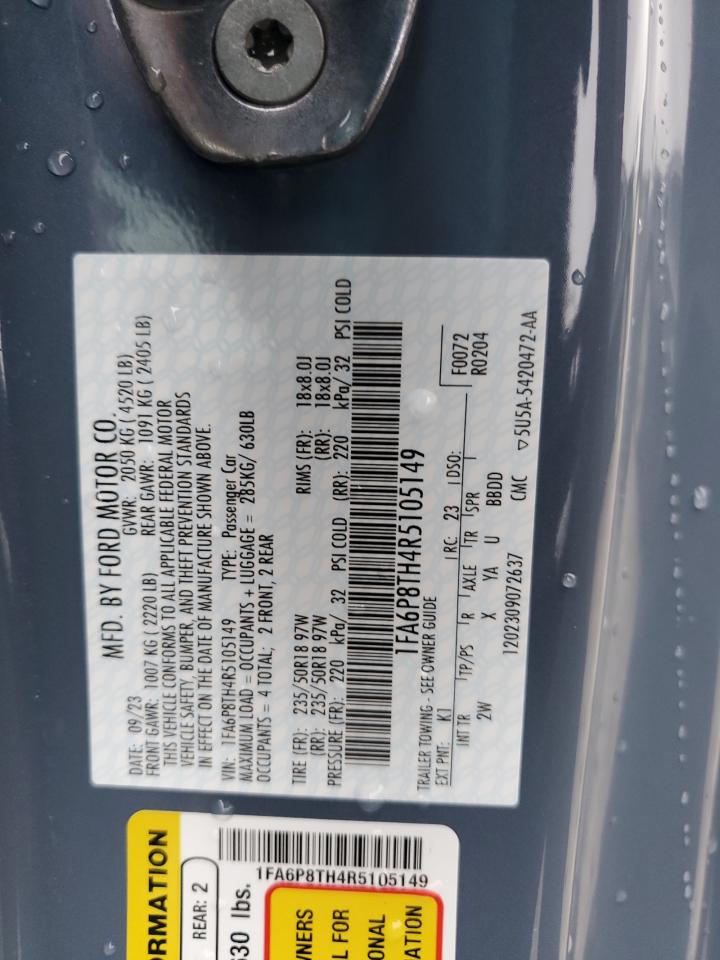 MFD. BY FORD MOTOR CO.
DATE: 09/23 GVWR: 2050 KG ( 4520 LB)
FRONT GAWR: 1007 KG ( 2220 LB) REAR GAWR: 1091 KG ( 2405 LB)
THIS VEHICLE CONFORMS TO ALL APPLICABLE FEDERAL MOTOR
VEHICLE SAFETY, BUMPER, AND THEFT PREVENTION STANDARDS
IN EFFECT ON THE DATE OF MANUFACTURE SHOWN ABOVE.
VIN: 1FA6P8TH4R5105149 TYPE: Passenger Car
MAXIMUM LOAD = OCCUPANTS + LUGGAGE = 285KG/ 630LB
OCCUPANTS = 4 TOTAL; 2 FRONT, 2 REAR
TIRE (FR): 235/50R18 97W RIMS (FR): 18x8.0J
(RR): 235/50R18 97W (RR): 18x8.0J
PRESSURE (FR): 220 kPa/ 32 PSI COLD (RR): 220 kPa/ 32 PSI COLD
1FA6P8TH4R5105149
TRAILER TOWING - SEE OWNER GUIDE
EXT PNT: K1 RC: 23 DSO: F0072
INT TR TP/PS R AXLE TR SPR R0204
2W X YA U BBDD
1202309072637 CMC ▽5U5A-5420472-AA
ORMATION
REAR: 2
630 lbs.
1FA6P8TH4R5105149
WNERS
L FOR
ONAL
ATION